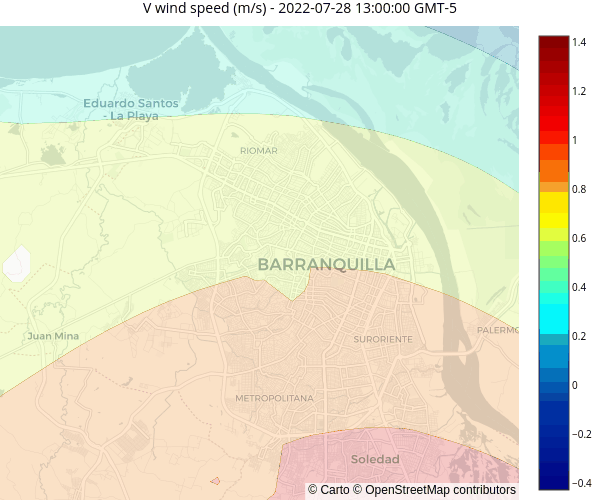 V wind speed (m/s) - 2022-07-28 13:00:00 GMT-5
Eduardo Santos
- La Playa
RIOMAR
BARRANQUILLA
Juan Mina
SURORIENTE
PALERMO
METROPOLITANA
Soledad
© Carto © OpenStreetMap contributors
1.4
1.2
1
0.8
0.6
0.4
0.2
0
−0.2
−0.4